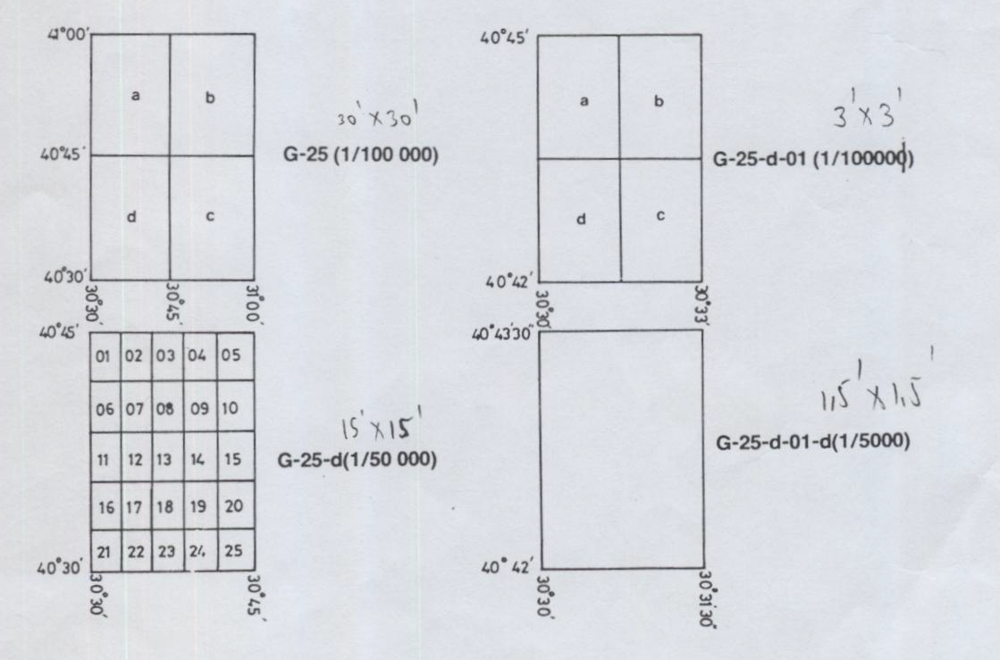 41°00'
a b
30' x 30'
40°45' G-25 (1/100 000)
d c
40°30'
30°30' 30°45' 31°00'
40°45'
a b
3' x 3'
G-25-d-01 (1/100000)
d c
40°42'
30°30' 30°33'
40°45'
01 02 03 04 05
06 07 08 09 10
15' x 15'
11 12 13 14 15 G-25-d(1/50 000)
16 17 18 19 20
21 22 23 24 25
40°30'
30°30' 30°45'
40°43'30"
1,5' x 1,5'
G-25-d-01-d(1/5000)
40°42'
30°30' 30°31'30"